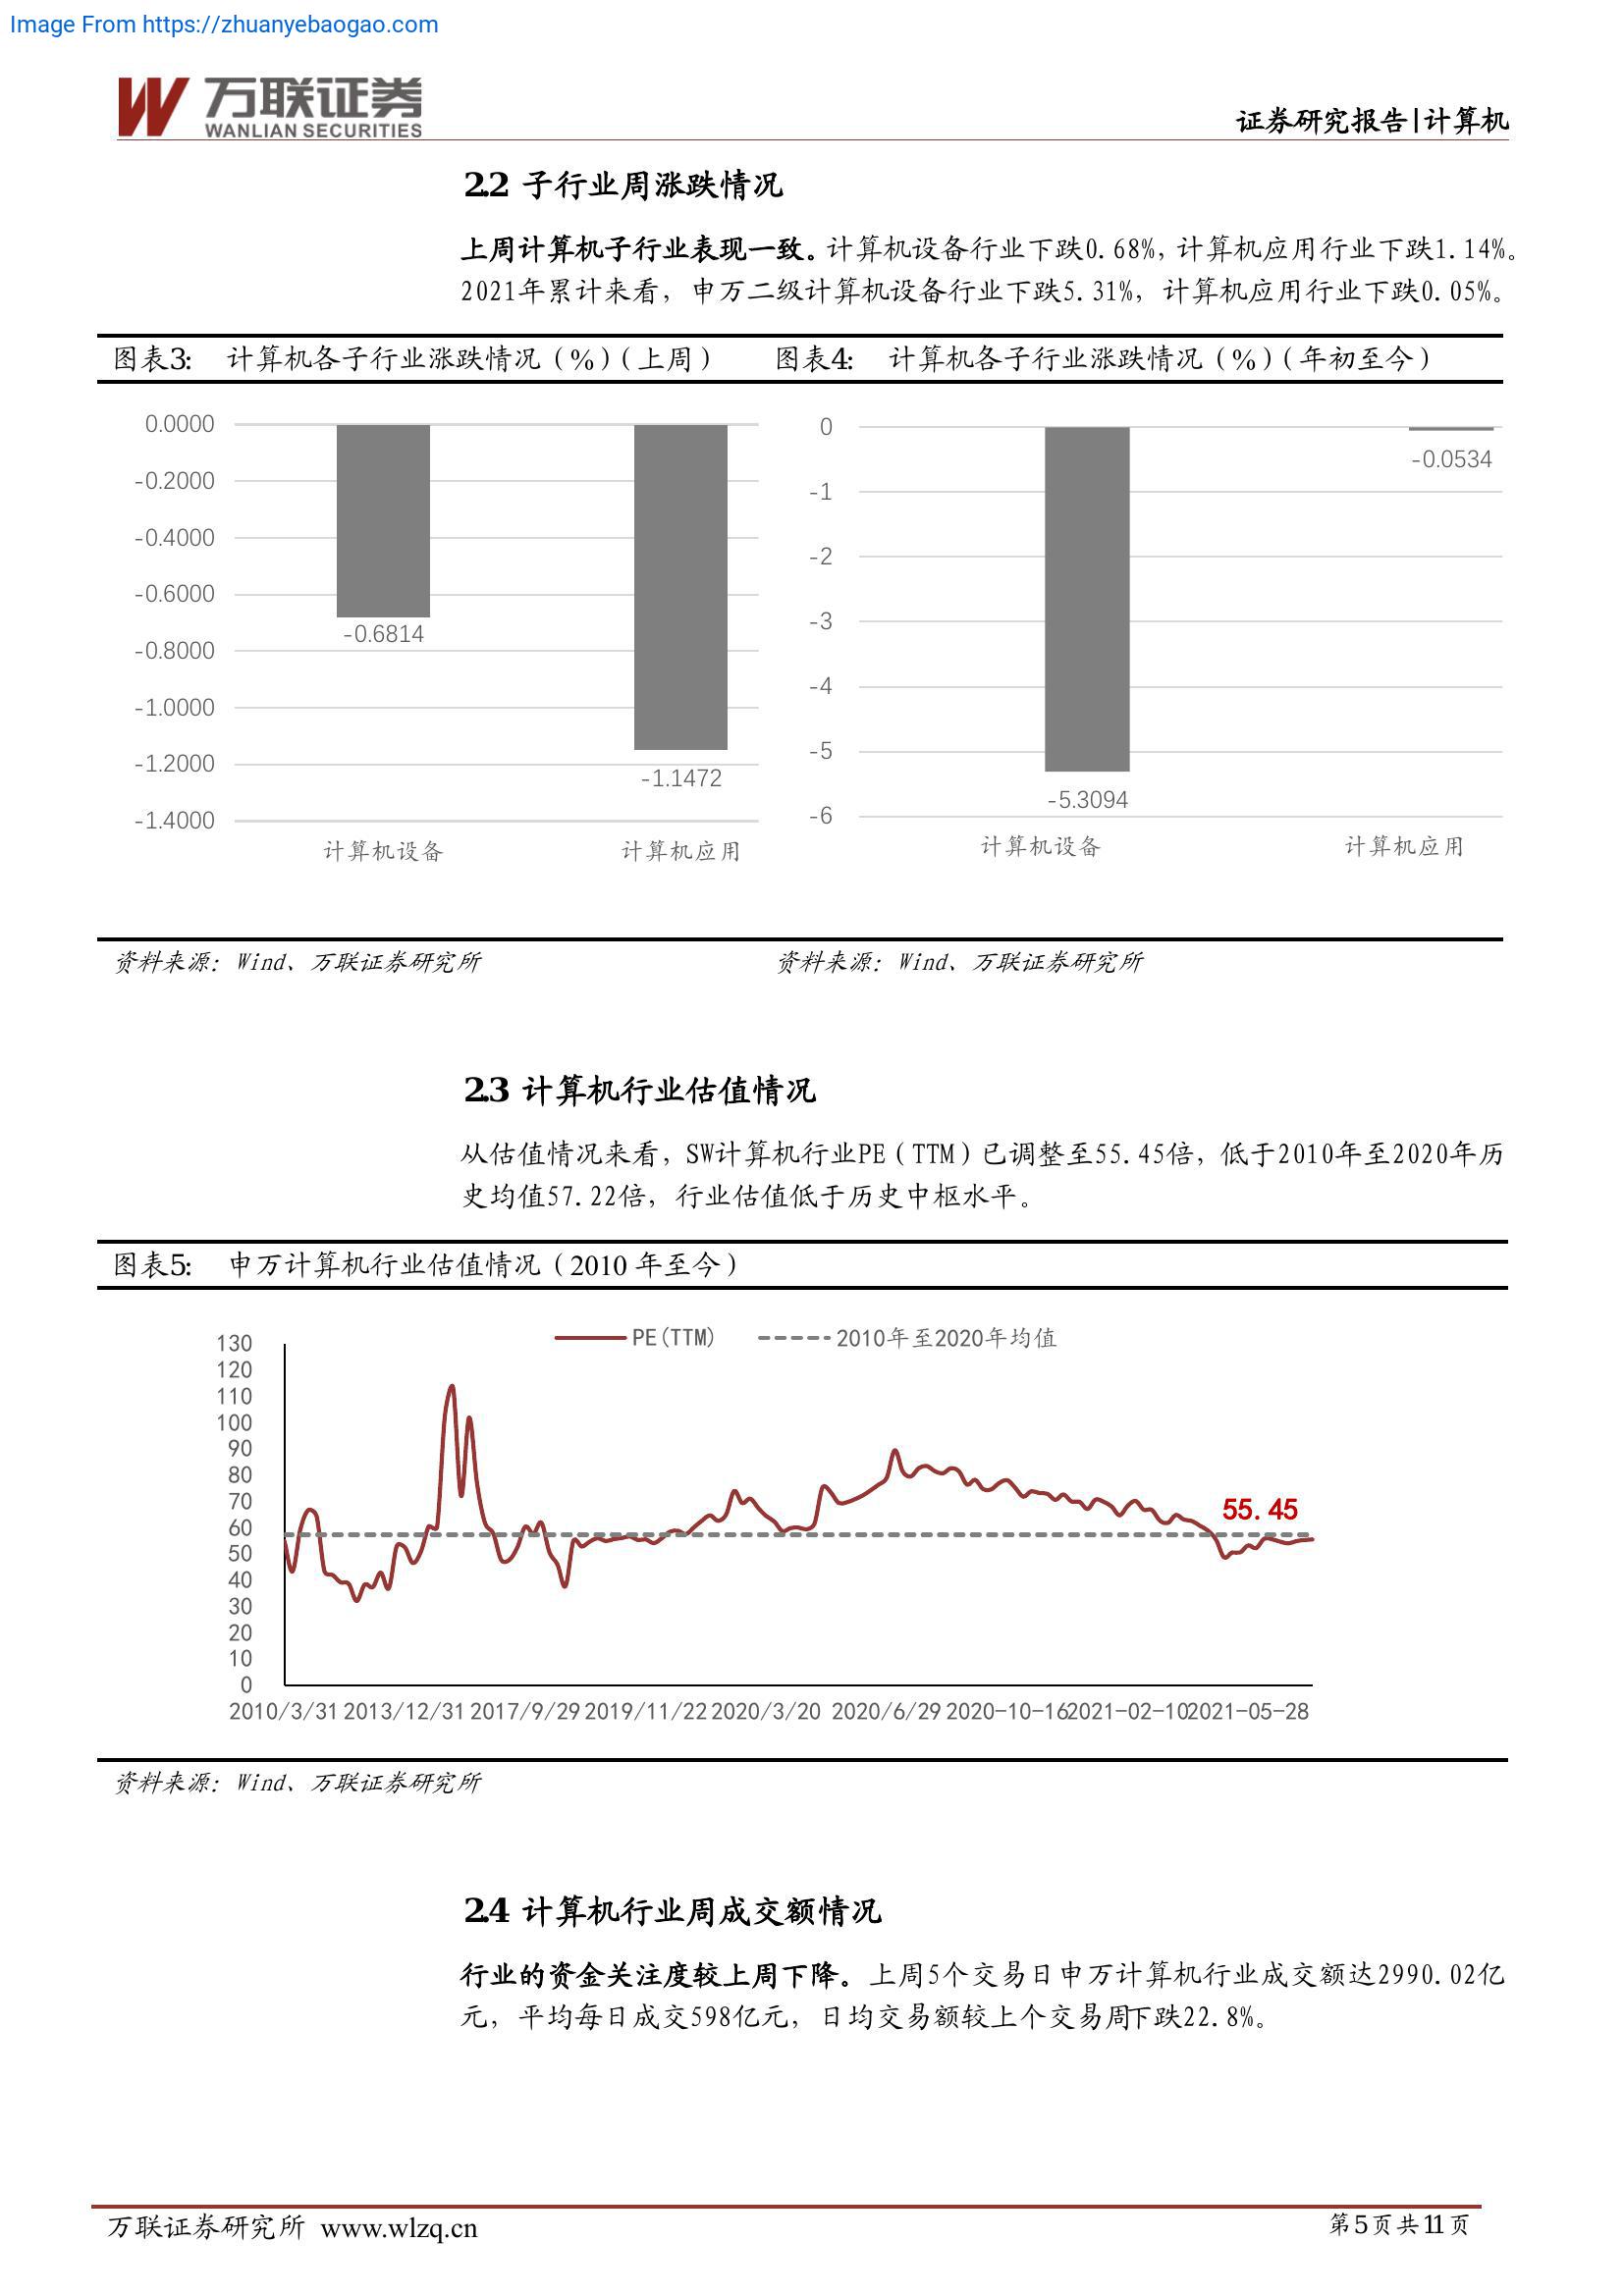 Image From https://zhuanyebaogao.com
万联证券
WANLIAN SECURITIES
证券研究报告|计算机
2.2 子行业周涨跌情况
上周计算机子行业表现一致。计算机设备行业下跌0.68%，计算机应用行业下跌1.14%。
2021年累计来看，申万二级计算机设备行业下跌5.31%，计算机应用行业下跌0.05%。
图表3: 计算机各子行业涨跌情况（%）（上周）
图表4: 计算机各子行业涨跌情况（%）（年初至今）
0.0000
-0.2000
-0.4000
-0.6000
-0.8000
-1.0000
-1.2000
-1.4000
-0.6814
-1.1472
计算机设备 计算机应用
0
-1
-2
-3
-4
-5
-6
-0.0534
-5.3094
计算机设备 计算机应用
资料来源：Wind、万联证券研究所
资料来源：Wind、万联证券研究所
2.3 计算机行业估值情况
从估值情况来看，SW计算机行业PE（TTM）已调整至55.45倍，低于2010年至2020年历
史均值57.22倍，行业估值低于历史中枢水平。
图表5: 申万计算机行业估值情况（2010 年至今）
PE(TTM) 2010年至2020年均值
130
120
110
100
90
80
70
60
50
40
30
20
10
0
55.45
2010/3/31 2013/12/31 2017/9/29 2019/11/22 2020/3/20 2020/6/29 2020-10-16 2021-02-10 2021-05-28
资料来源：Wind、万联证券研究所
2.4 计算机行业周成交额情况
行业的资金关注度较上周下降。上周5个交易日申万计算机行业成交额达2990.02亿
元，平均每日成交598亿元，日均交易额较上个交易周下跌22.8%。
万联证券研究所 www.wlzq.cn
第5页共11页